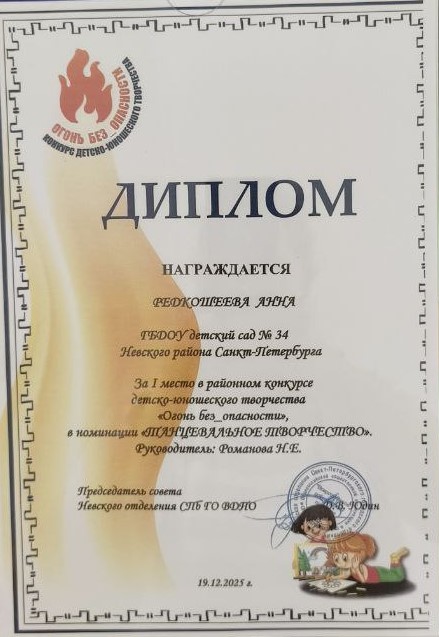 ОГОНЬ БЕЗ_ОПАСНОСТИ
КОНКУРС ДЕТСКО-ЮНОШЕСКОГО ТВОРЧЕСТВА
ДИПЛОМ
НАГРАЖДАЕТСЯ
РЕДКОШЕЕВА АННА
ГБДОУ детский сад № 34
Невского района Санкт-Петербурга
За I место в районном конкурсе
детско-юношеского творчества
«Огонь без_опасности»,
в номинации «ТАНЦЕВАЛЬНОЕ ТВОРЧЕСТВО».
Руководитель: Романова Н.Е.
Председатель совета
Невского отделения СПб ГО ВДПО
Юдин
19.12.2025 г.